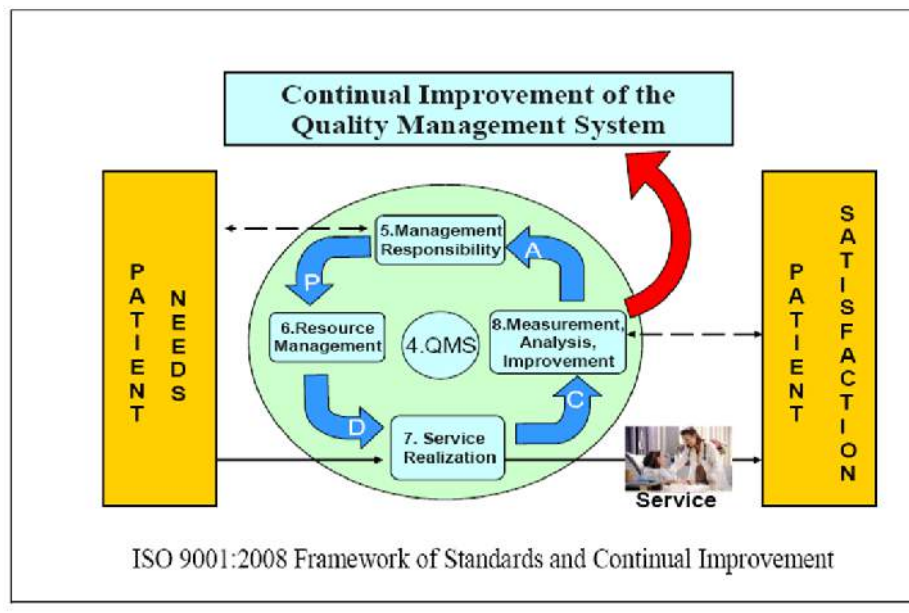 Continual Improvement of the
Quality Management System
PATIENT
NEEDS
5.Management
Responsibility
A
P
6.Resource
Management
4.QMS
8.Measurement,
Analysis,
Improvement
D
C
7. Service
Realization
Service
PATIENT
SATISFACTION
ISO 9001:2008 Framework of Standards and Continual Improvement